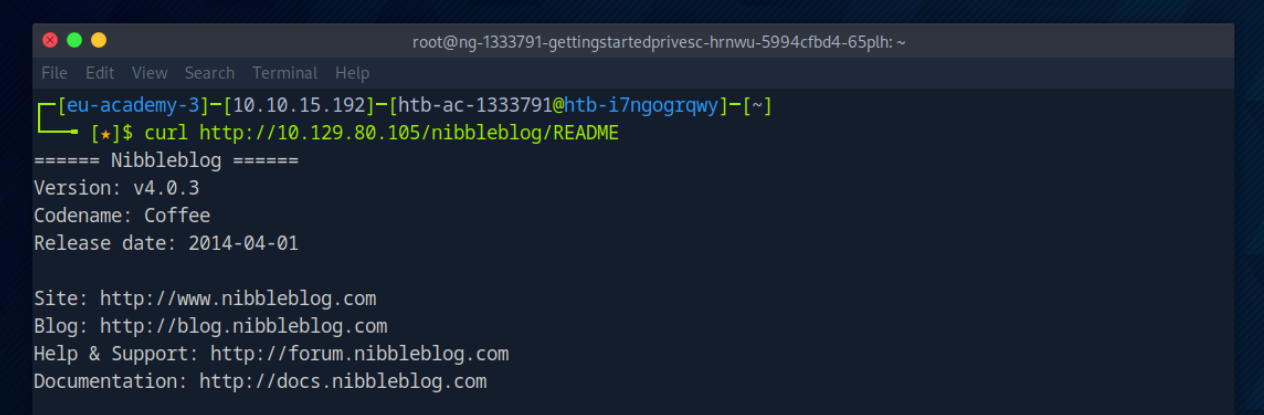 root@ng-1333791-gettingstartedprivesc-hrnwu-5994cfbd4-65plh: ~
File Edit View Search Terminal Help
┌─[eu-academy-3]─[10.10.15.192]─[htb-ac-1333791@htb-i7ngogrqwy]─[~]
└──╼ [★]$ curl http://10.129.80.105/nibbleblog/README
====== Nibbleblog ======
Version: v4.0.3
Codename: Coffee
Release date: 2014-04-01
Site: http://www.nibbleblog.com
Blog: http://blog.nibbleblog.com
Help & Support: http://forum.nibbleblog.com
Documentation: http://docs.nibbleblog.com